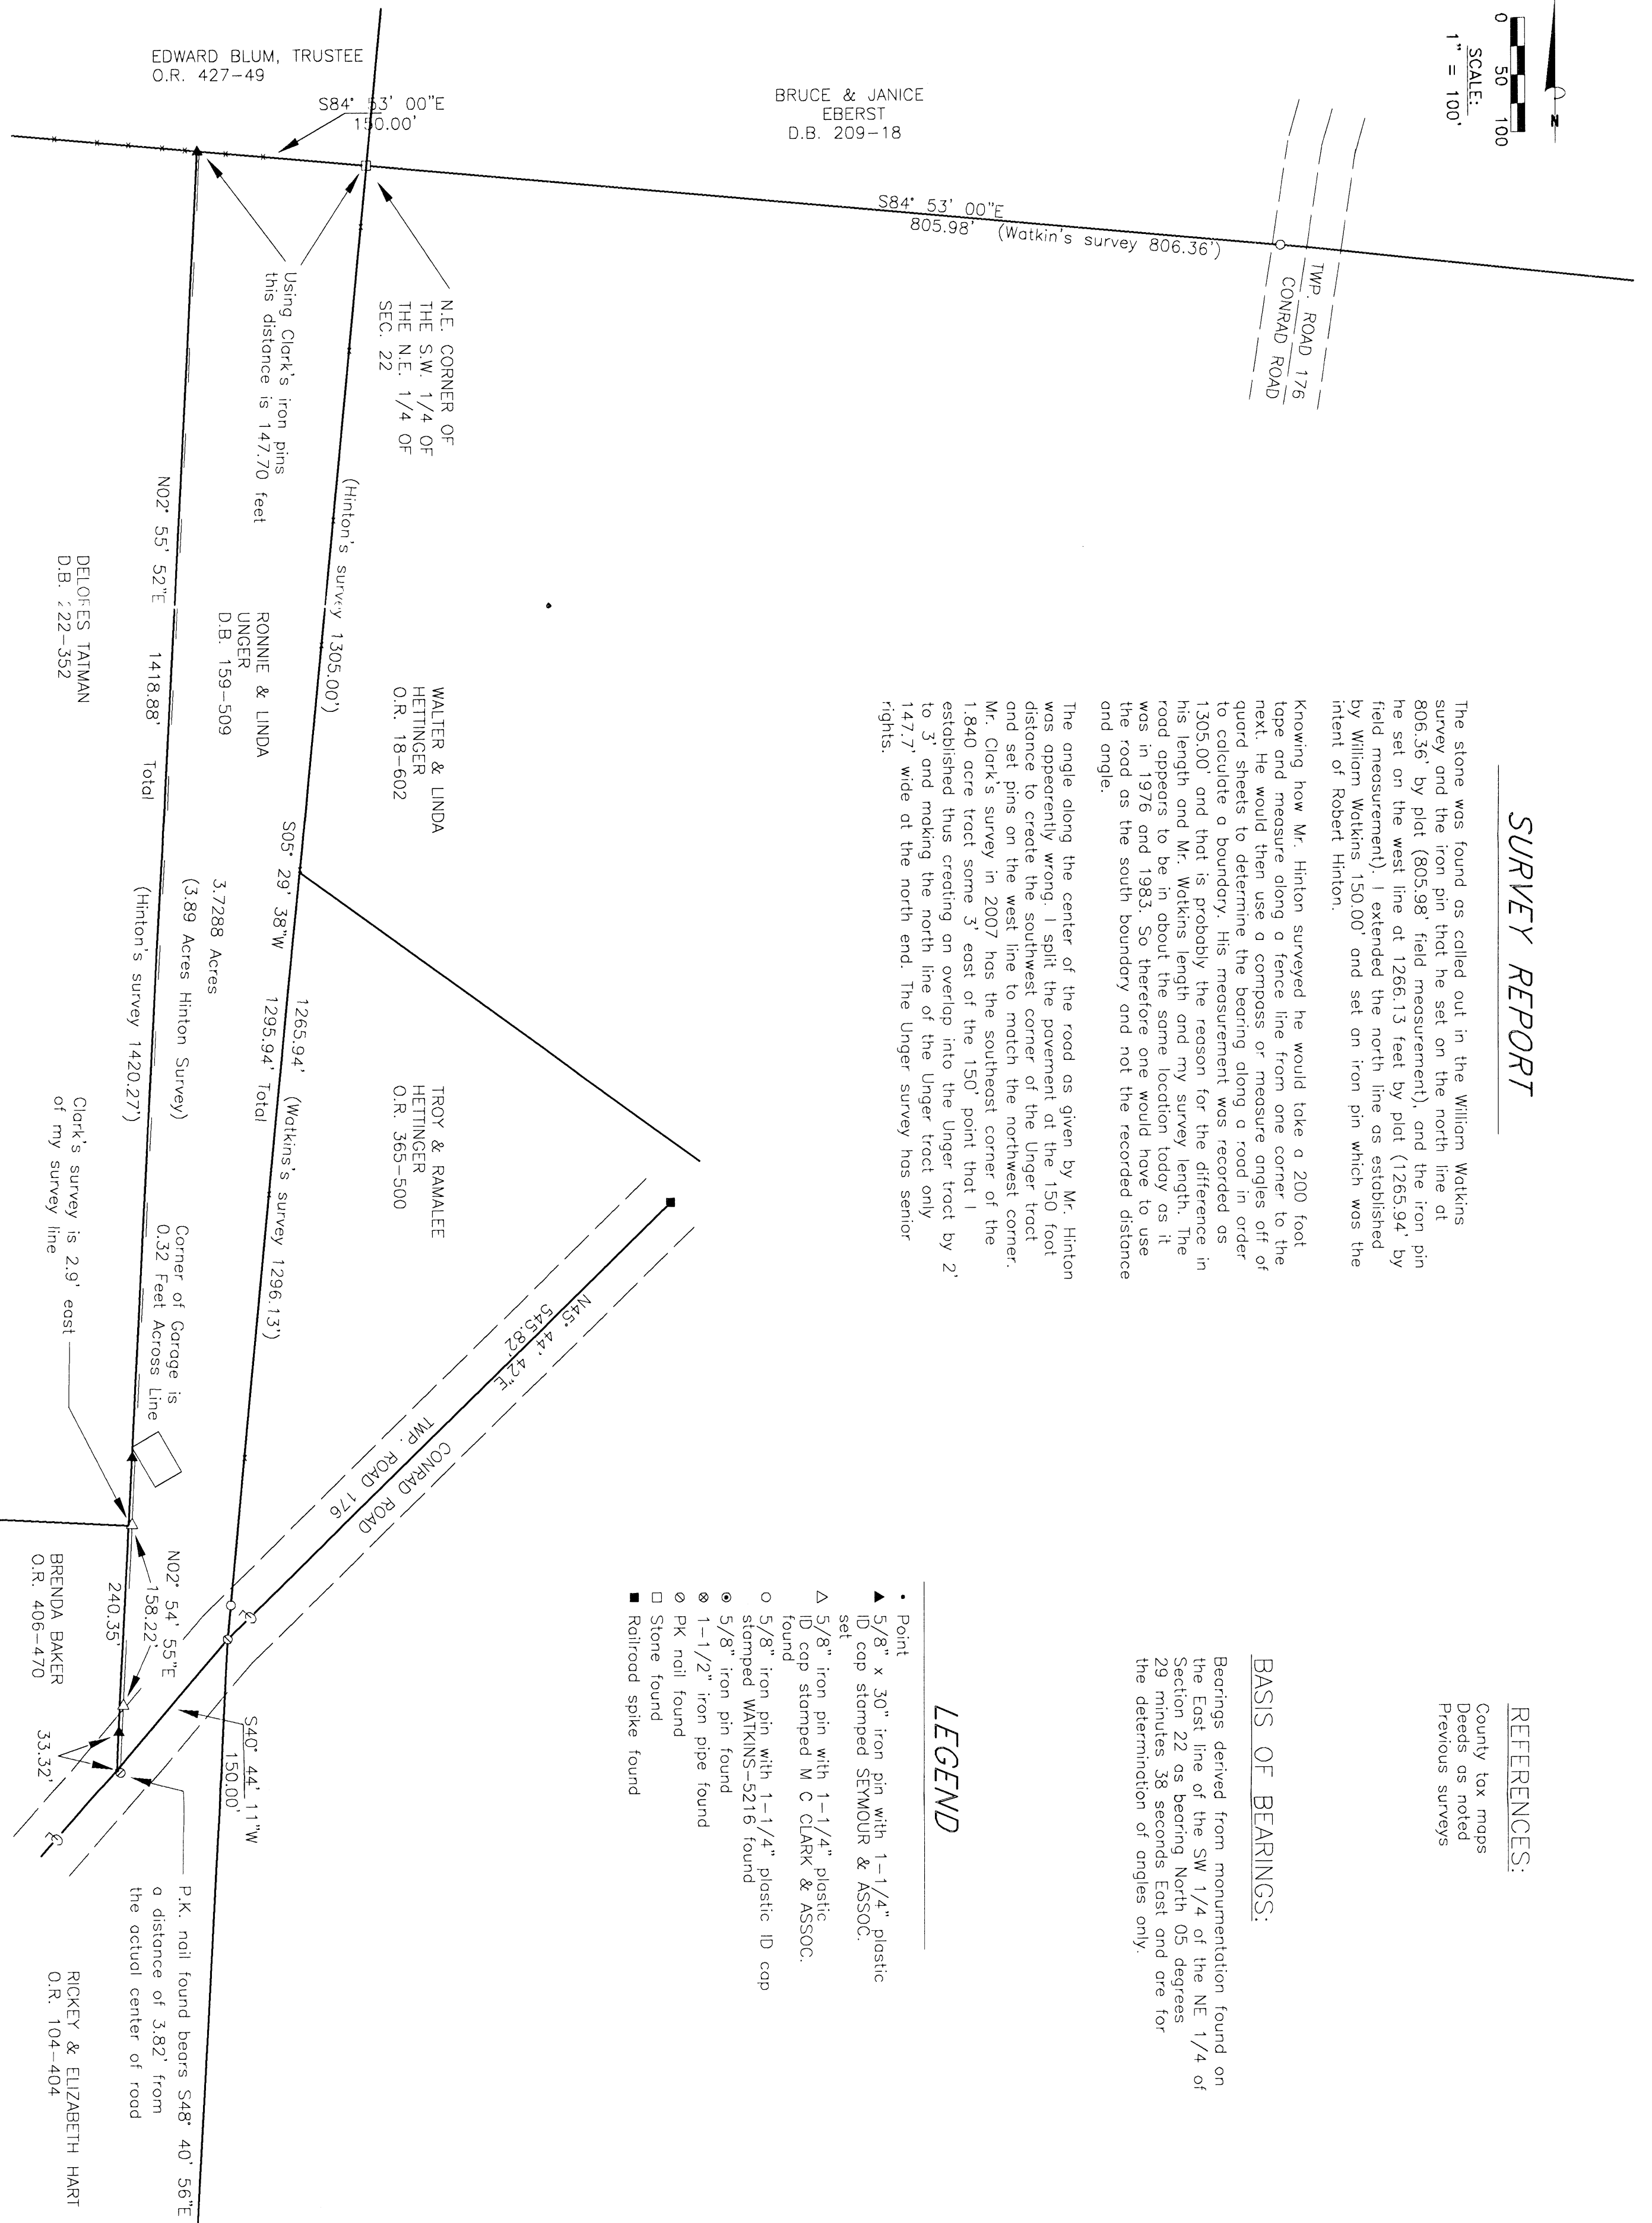 N
0 50 100
SCALE:
1" = 100'
EDWARD BLUM, TRUSTEE
O.R. 427-49
S84° 53' 00"E
150.00'
BRUCE & JANICE
EBERST
D.B. 209-18
S84° 53' 00"E
805.98' (Watkin's survey 806.36')
TWP. ROAD 176
CONRAD ROAD
N.E. CORNER OF
THE S.W. 1/4 OF
THE N.E. 1/4 OF
SEC. 22
Using Clark's iron pins
this distance is 147.70 feet
(Hinton's survey 1305.00')
N02° 55' 52"E 1418.88' Total
(Hinton's survey 1420.27')
DELORES TATMAN
D.B. 222-352
RONNIE & LINDA
UNGER
D.B. 159-509
WALTER & LINDA
HETTINGER
O.R. 18-602
S05° 29' 38"W
1265.94' (Watkins's survey 1296.13')
1295.94' Total
3.7288 Acres
(3.89 Acres Hinton Survey)
TROY & RAMALEE
HETTINGER
O.R. 365-500
Clark's survey is 2.9' east
of my survey line
Corner of Garage is
0.32 Feet Across Line
N45° 44' 42"E
545.82'
CONRAD ROAD
TWP. ROAD 176
N02° 54' 55"E
158.22'
240.35'
BRENDA BAKER
O.R. 406-470
33.32'
S40° 44' 11"W
150.00'
P.K. nail found bears S48° 40' 56"E
a distance of 3.82' from
the actual center of road
RICKEY & ELIZABETH HART
O.R. 104-404
SURVEY REPORT
The stone was found as called out in the William Watkins
survey and the iron pin that he set on the north line at
806.36' by plat (805.98' field measurement), and the iron pin
he set on the west line at 1266.13 feet by plat (1265.94' by
field measurement). I extended the north line as established
by William Watkins 150.00' and set an iron pin which was the
intent of Robert Hinton.
Knowing how Mr. Hinton surveyed he would take a 200 foot
tape and measure along a fence line from one corner to the
next. He would then use a compass or measure angles off of
quard sheets to determine the bearing along a road in order
to calculate a boundary. His measurement was recorded as
1305.00' and that is probably the reason for the difference in
his length and Mr. Watkins length and my survey length. The
road appears to be in about the same location today as it
was in 1976 and 1983. So therefore one would have to use
the road as the south boundary and not the recorded distance
and angle.
The angle along the center of the road as given by Mr. Hinton
was appearently wrong. I split the pavement at the 150 foot
distance to create the southwest corner of the Unger tract
and set pins on the west line to match the northwest corner.
Mr. Clark's survey in 2007 has the southeast corner of the
1.840 acre tract some 3' east of the 150' point that I
established thus creating an overlap into the Unger tract by 2'
to 3' and making the north line of the Unger tract only
147.7' wide at the north end. The Unger survey has senior
rights.
REFERENCES:
County tax maps
Deeds as noted
Previous surveys
BASIS OF BEARINGS:
Bearings derived from monumentation found on
the East line of the SW 1/4 of the NE 1/4 of
Section 22 as bearing North 05 degrees
29 minutes 38 seconds East and are for
the determination of angles only.
LEGEND
• Point
▲ 5/8" x 30" iron pin with 1-1/4" plastic
ID cap stamped SEYMOUR & ASSOC.
set
△ 5/8" iron pin with 1-1/4" plastic
ID cap stamped M C CLARK & ASSOC.
found
○ 5/8" iron pin with 1-1/4" plastic ID cap
stamped WATKINS-5216 found
⊙ 5/8" iron pin found
⊗ 1-1/2" iron pipe found
⊘ PK nail found
□ Stone found
■ Railroad spike found